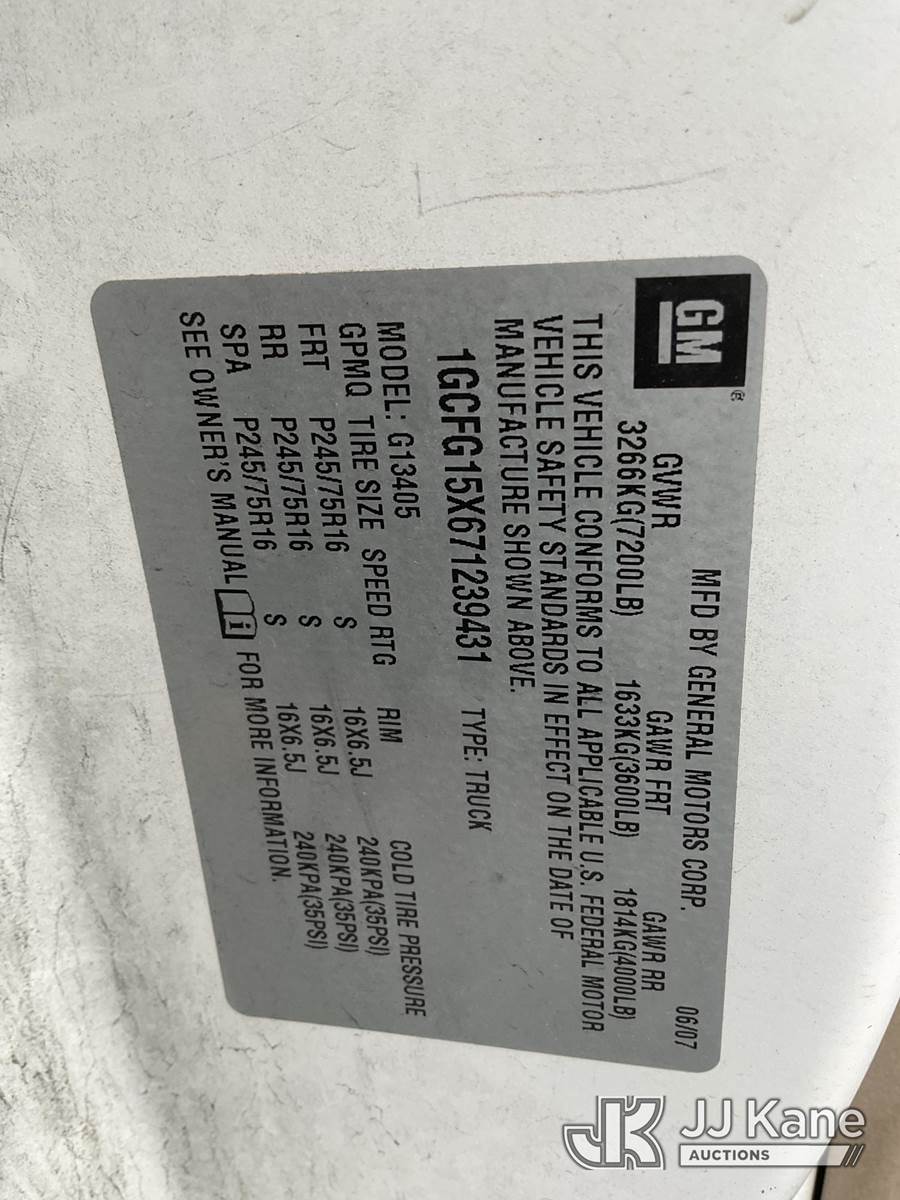 GM®
MFD BY GENERAL MOTORS CORP. 06/07
GVWR GAWR FRT GAWR RR
3266KG(7200LB) 1633KG(3600LB) 1814KG(4000LB)
THIS VEHICLE CONFORMS TO ALL APPLICABLE U.S. FEDERAL MOTOR
VEHICLE SAFETY STANDARDS IN EFFECT ON THE DATE OF
MANUFACTURE SHOWN ABOVE.
1GCFG15X671239431 TYPE: TRUCK
MODEL: G13405
GPMQ TIRE SIZE SPEED RTG RIM COLD TIRE PRESSURE
FRT P245/75R16 S 16X6.5J 240KPA(35PSI)
RR P245/75R16 S 16X6.5J 240KPA(35PSI)
SPA P245/75R16 S 16X6.5J 240KPA(35PSI)
SEE OWNER'S MANUAL FOR MORE INFORMATION.
JK JJ Kane
AUCTIONS